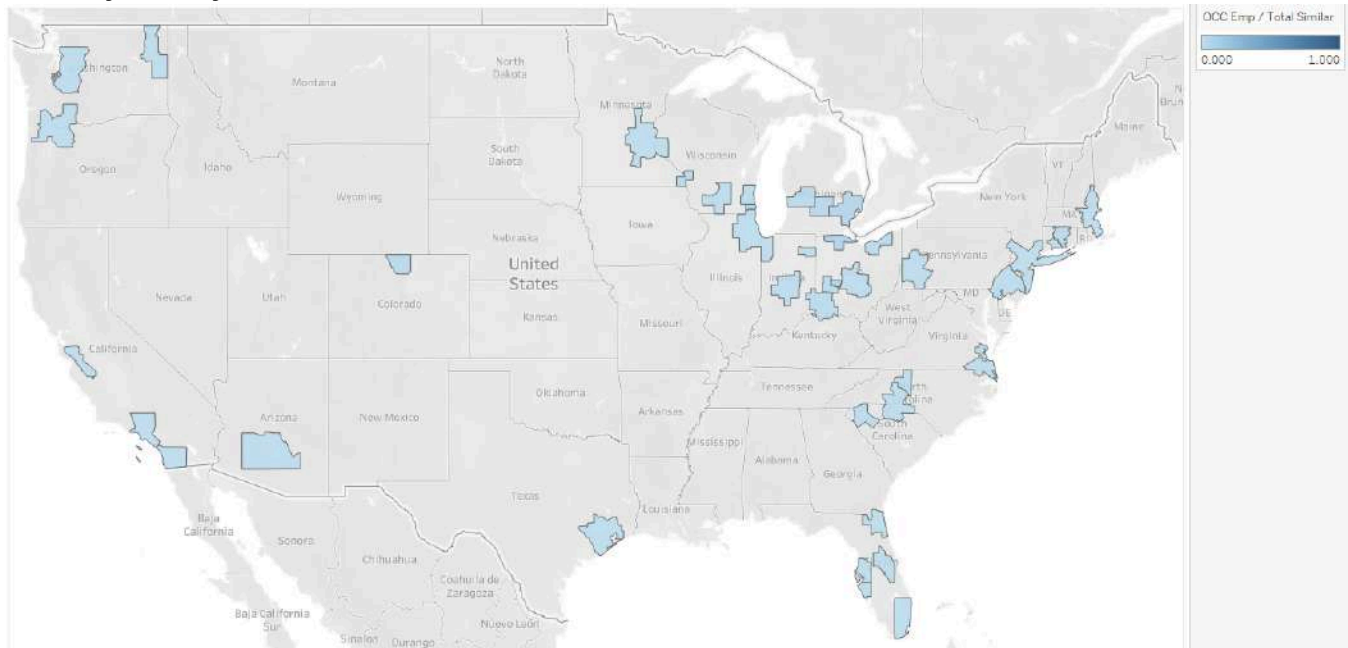 OCC Emp / Total Similar
0.000 1.000
shington
Montana
North
Dakota
Minnesota
Maine
Oregon
Idaho
South
Dakota
Wisconsin
VT
New York
Wyoming
MA
RI
Iowa
Nebraska
Pennsylvania
Nevada
Utah
United
States
Illinois
Colorado
MD
DE
West
Virginia
California
Kansas
Missouri
Kentucky
Virginia
Arizona
New Mexico
Oklahoma
Tennessee
Arkansas
South
Carolina
Mississippi
Alabama
Georgia
Texas
Louisiana
Baja
California
Sonora
Chihuahua
Coahuila de
Zaragoza
Baja California
Sur
Sinaloa
Durango
Nuevo León